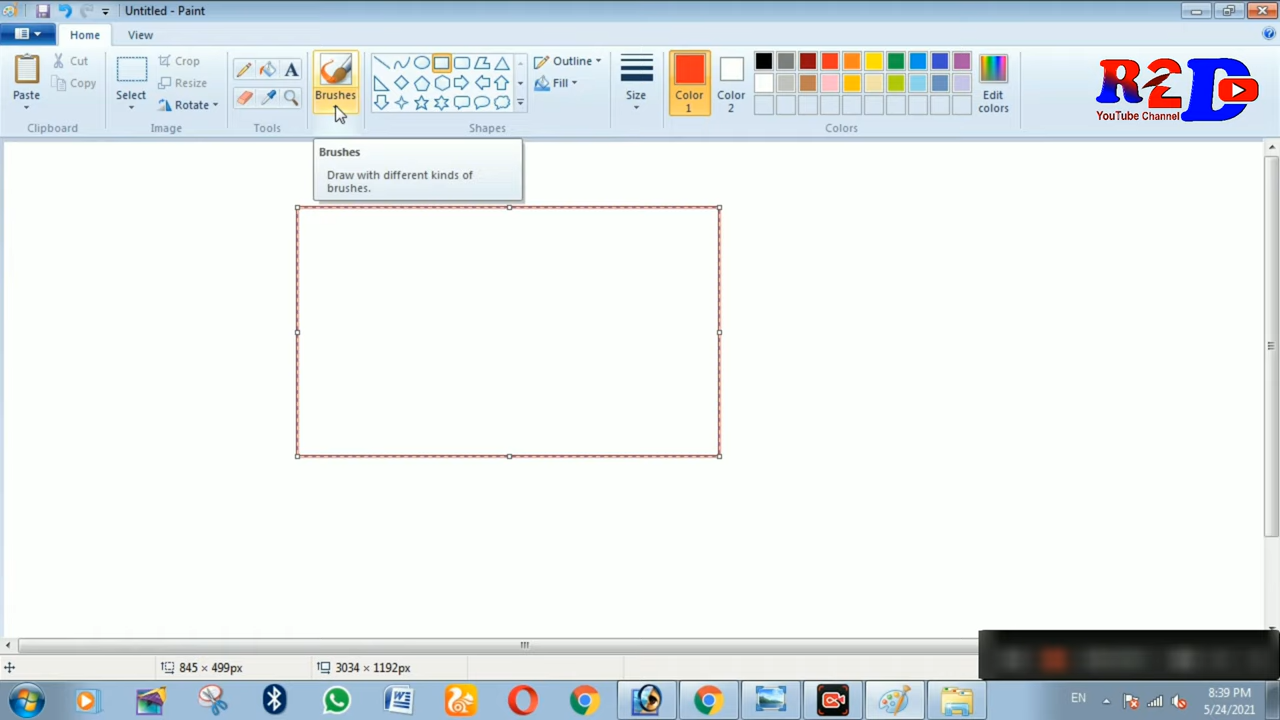 Untitled - Paint
Home
View
Paste
Cut
Copy
Clipboard
Select
Crop
Resize
Rotate
Image
A
Tools
Brushes
Outline
Fill
Shapes
Size
Color
1
Color
2
Edit
colors
Colors
R2D
YouTube Channel
Brushes
Draw with different kinds of
brushes.
845 × 499px
3034 × 1192px
EN
8:39 PM
5/24/2021